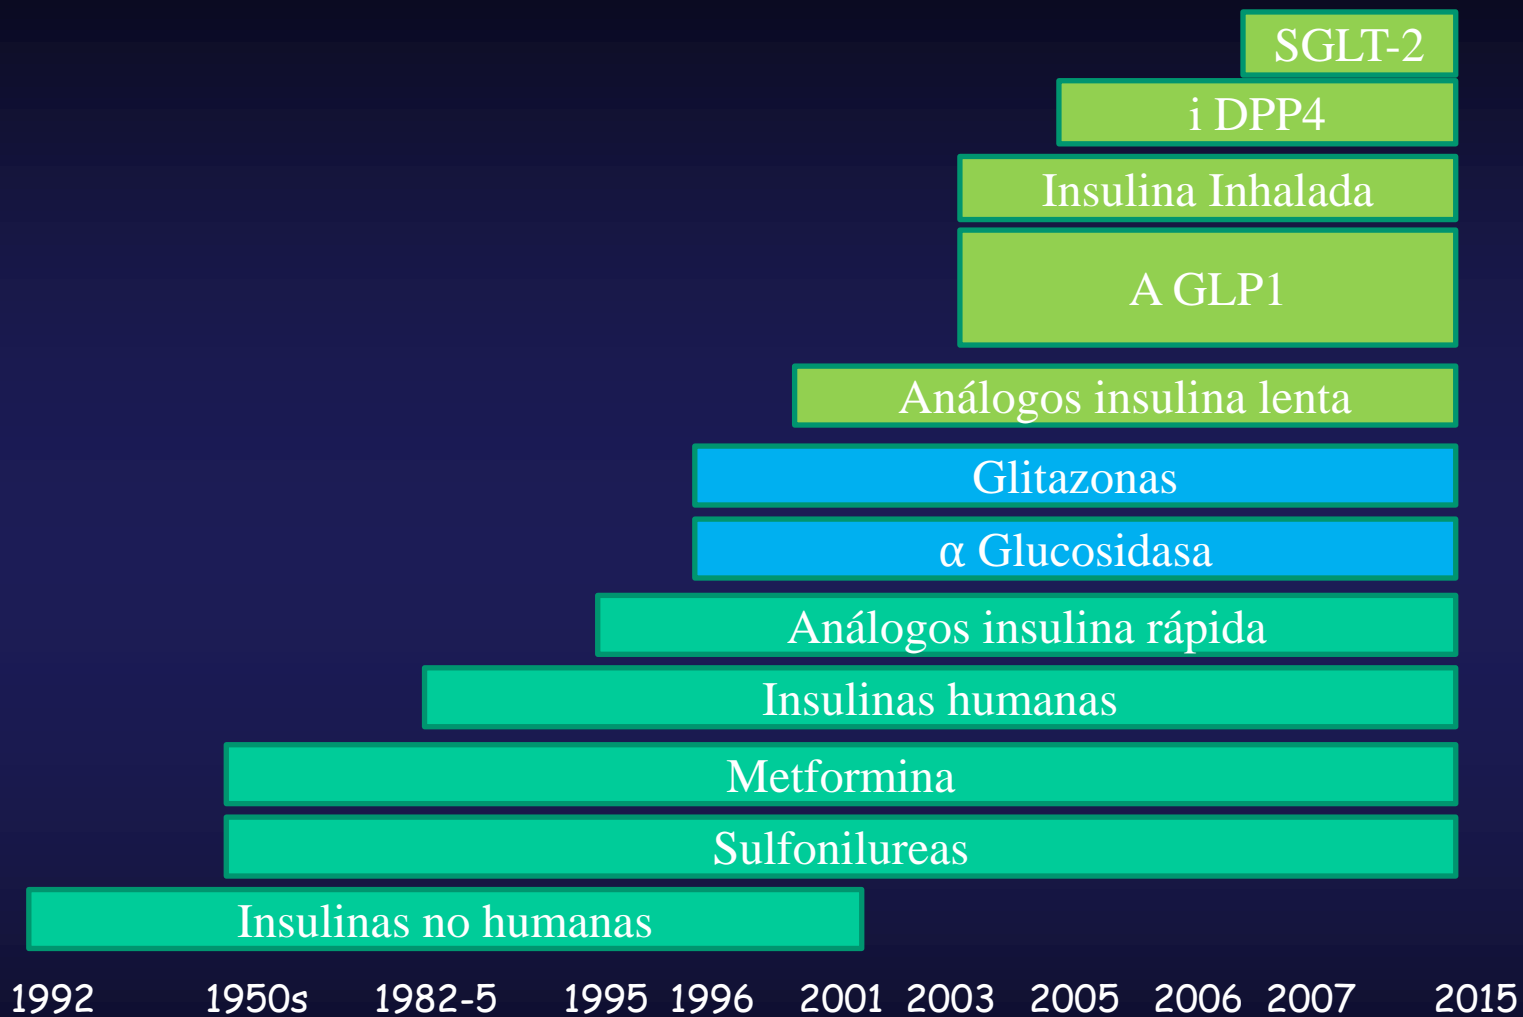 SGLT-2
i DPP4
Insulina Inhalada
A GLP1
Análogos insulina lenta
Glitazonas
α Glucosidasa
Análogos insulina rápida
Insulinas humanas
Metformina
Sulfonilureas
Insulinas no humanas
1992 1950s 1982-5 1995 1996 2001 2003 2005 2006 2007 2015